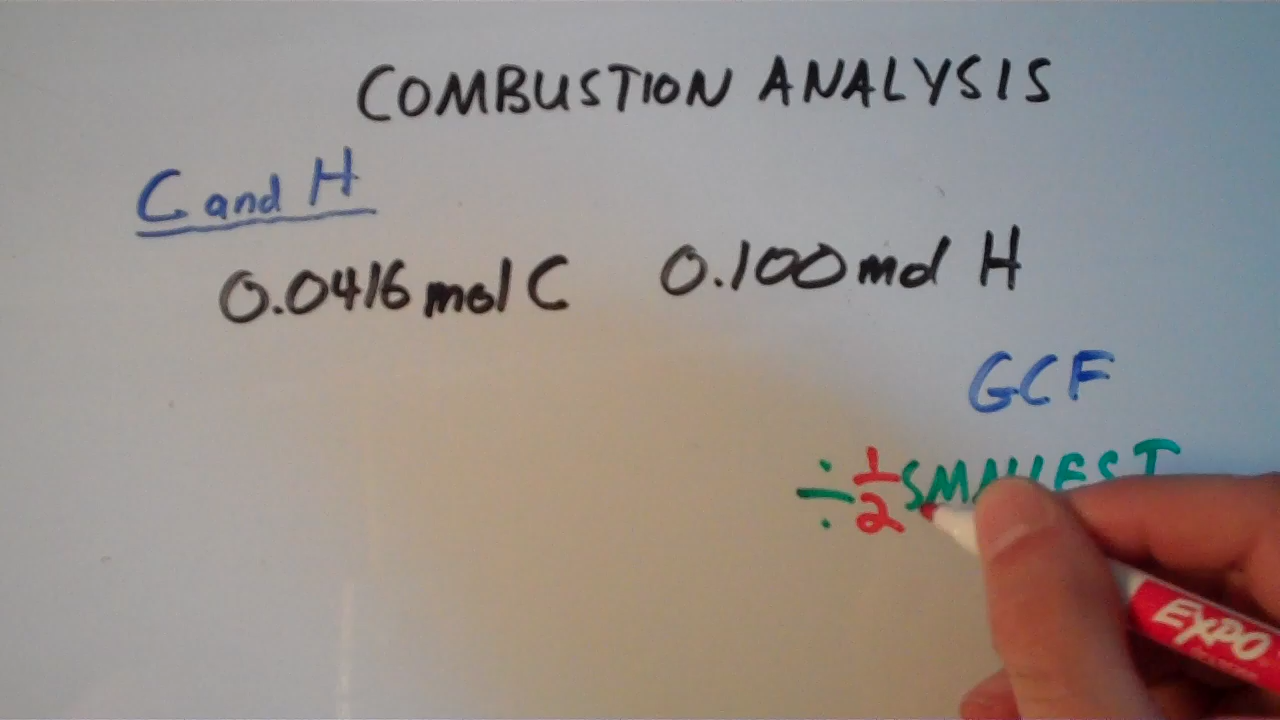 COMBUSTION ANALYSIS
C and H
0.0416 mol C 0.100 mol H
GCF
÷ 1/2 SMALLEST
EXPO